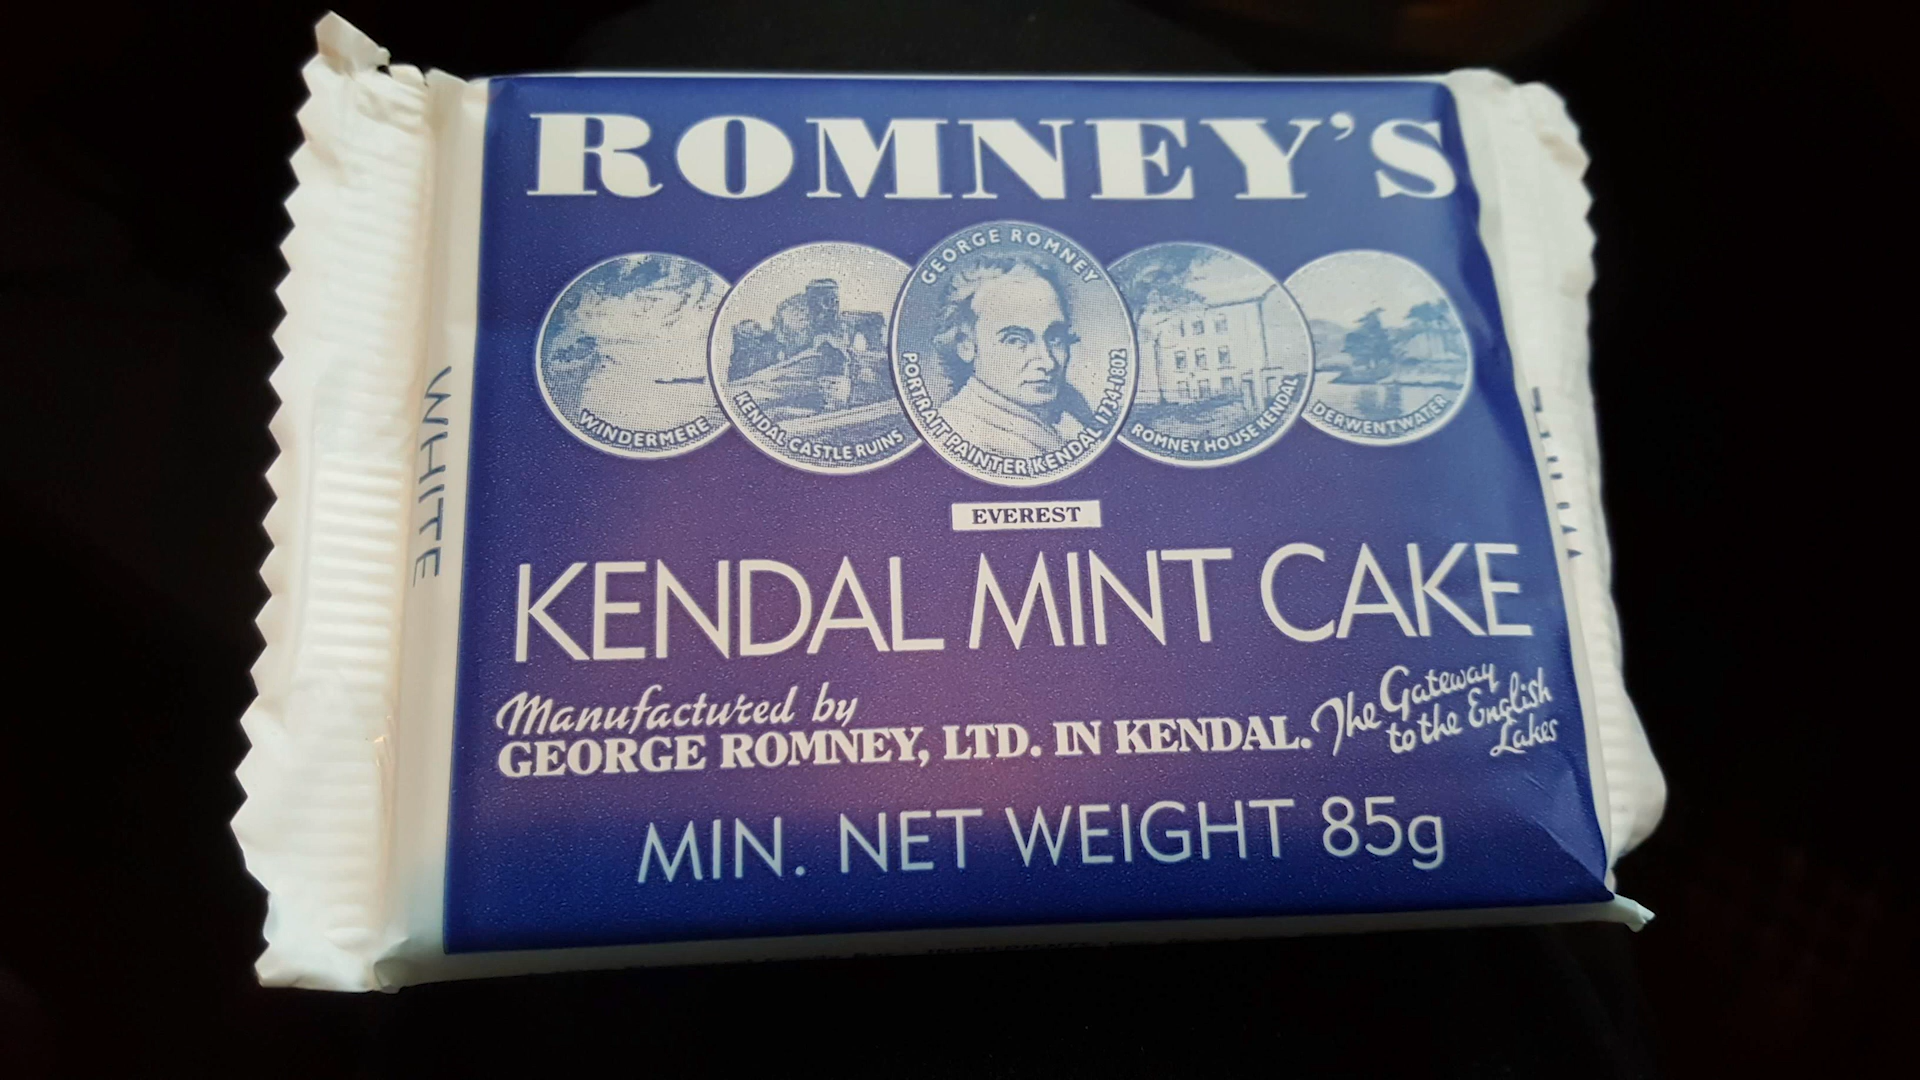 ROMNEY'S
WINDERMERE
KENDAL CASTLE RUINS
GEORGE ROMNEY
PORTRAIT PAINTER KENDAL 1734-1802
ROMNEY HOUSE KENDAL
DERWENTWATER
EVEREST
KENDAL MINT CAKE
Manufactured by
GEORGE ROMNEY, LTD. IN KENDAL.
The Gateway
to the English
Lakes
MIN. NET WEIGHT 85g
WHITE